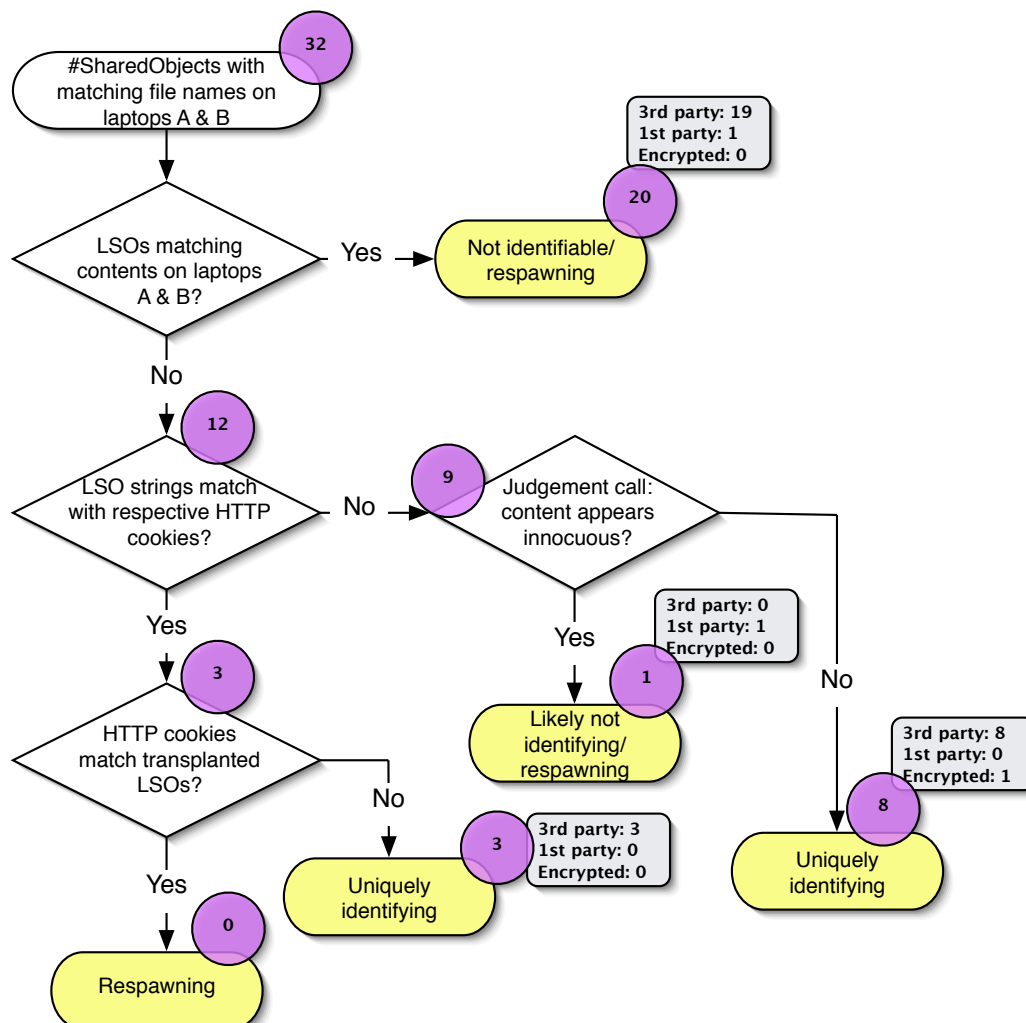 32
#SharedObjects with
matching file names on
laptops A & B
3rd party: 19
1st party: 1
Encrypted: 0
20
LSOs matching
contents on laptops
A & B?
Yes
Not identifiable/
respawning
No
12
LSO strings match
with respective HTTP
cookies?
No
9
Judgement call:
content appears
innocuous?
Yes
3rd party: 0
1st party: 1
Encrypted: 0
1
Likely not
identifying/
respawning
No
3rd party: 8
1st party: 0
Encrypted: 1
8
Uniquely
identifying
Yes
3
HTTP cookies
match transplanted
LSOs?
No
3
3rd party: 3
1st party: 0
Encrypted: 0
Uniquely
identifying
Yes
0
Respawning